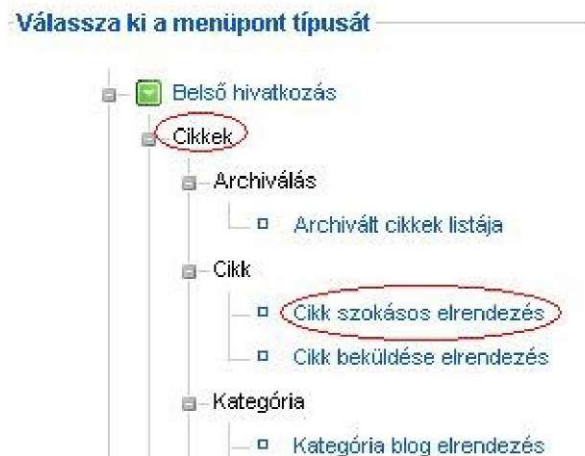 Válassza ki a menüpont típusát
Belső hivatkozás
Cikkek
Archiválás
Archivált cikkek listája
Cikk
Cikk szokásos elrendezés
Cikk beküldése elrendezés
Kategória
Kategória blog elrendezés